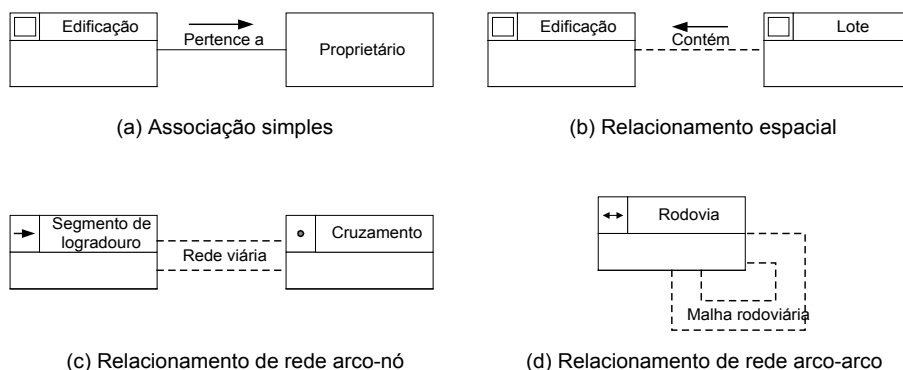 Edificação
Pertence a
Proprietário
(a) Associação simples
Edificação
Contém
Lote
(b) Relacionamento espacial
Segmento de
logradouro
Rede viária
Cruzamento
(c) Relacionamento de rede arco-nó
Rodovia
Malha rodoviária
(d) Relacionamento de rede arco-arco